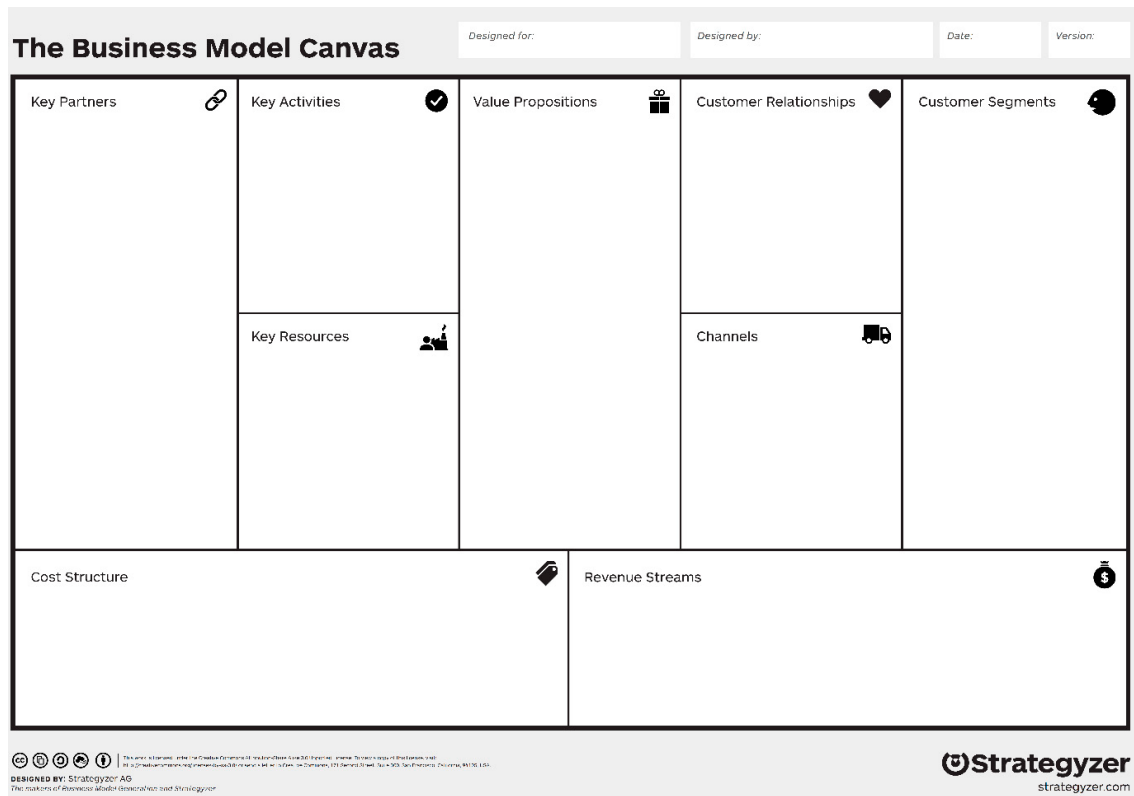 The Business Model Canvas
Designed for:
Designed by:
Date:
Version:
Key Partners
Key Activities
Value Propositions
Customer Relationships
Customer Segments
Key Resources
Channels
Cost Structure
Revenue Streams
$
cc
DESIGNED BY: Strategyzer AG
The makers of Business Model Generation and Strategyzer
Strategyzer
strategyzer.com